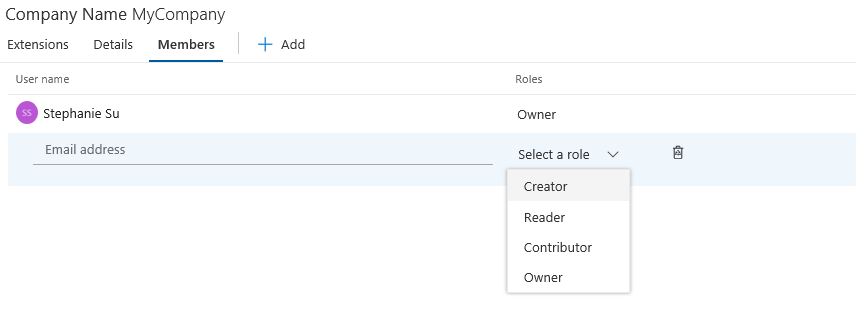 Company Name MyCompany
Extensions Details Members Add
User name Roles
SS Stephanie Su Owner
Email address Select a role
Creator
Reader
Contributor
Owner